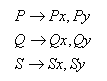 P → Px, Py
Q → Qx, Qy
S → Sx, Sy